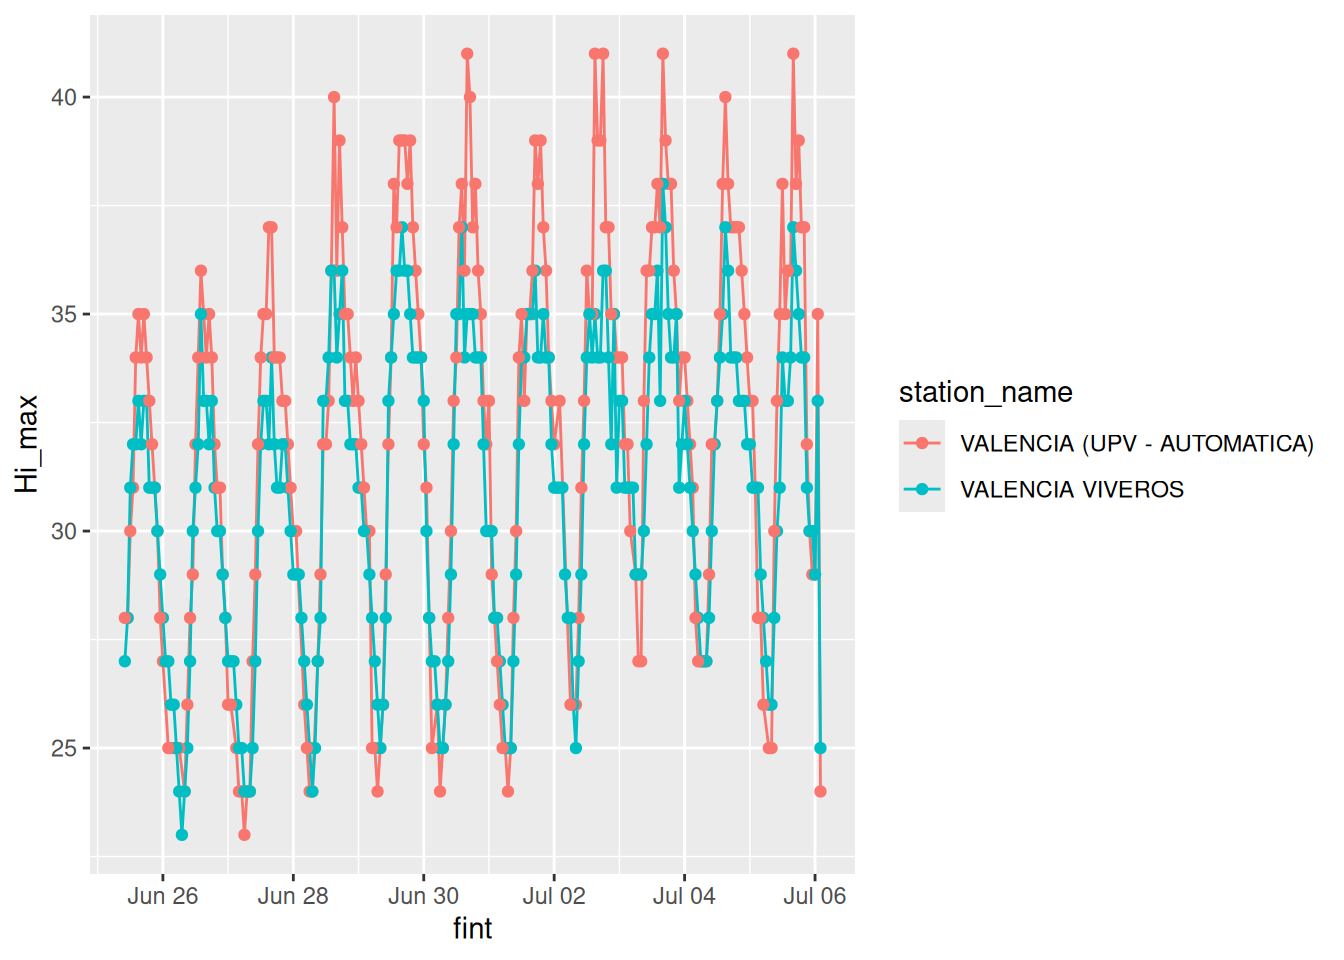 40
35
30
25
Hi_max
Jun 26 Jun 28 Jun 30 Jul 02 Jul 04 Jul 06
fint
station_name
VALENCIA (UPV - AUTOMATICA)
VALENCIA VIVEROS